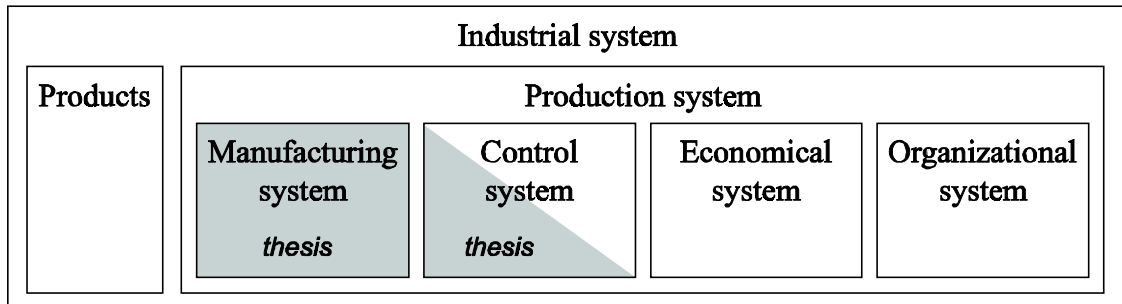 Industrial system
Products
Production system
Manufacturing
system
thesis
Control
system
thesis
Economical
system
Organizational
system